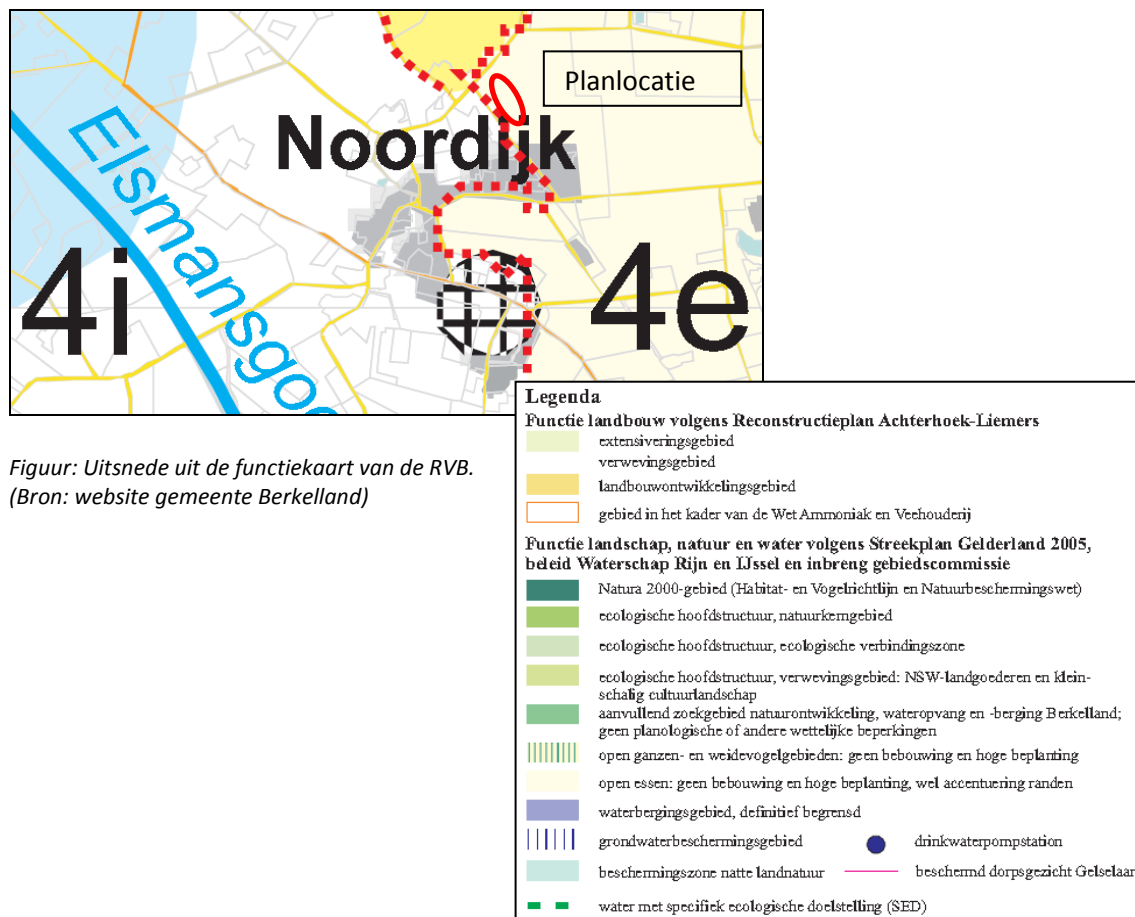 Planlocatie
Noordijk
Elsmansgoo
4i
4e
Figuur: Uitsnede uit de functiekaart van de RVB.
(Bron: website gemeente Berkelland)
Legenda
Functie landbouw volgens Reconstructieplan Achterhoek-Liemers
extensiveringsgebied
verwevingsgebied
landbouwontwikkelingsgebied
gebied in het kader van de Wet Ammoniak en Veehouderij
Functie landschap, natuur en water volgens Streekplan Gelderland 2005,
beleid Waterschap Rijn en IJssel en inbreng gebiedscommissie
Natura 2000-gebied (Habitat- en Vogelrichtlijn en Natuurbeschermingswet)
ecologische hoofdstructuur, natuurkerngebied
ecologische hoofdstructuur, ecologische verbindingszone
ecologische hoofdstructuur, verwevingsgebied: NSW-landgoederen en klein-
schalig cultuurlandschap
aanvullend zoekgebied natuurontwikkeling, wateropvang en -berging Berkelland;
geen planologische of andere wettelijke beperkingen
open ganzen- en weidevogelgebieden: geen bebouwing en hoge beplanting
open essen: geen bebouwing en hoge beplanting, wel accentuering randen
waterbergingsgebied, definitief begrensd
grondwaterbeschermingsgebied drinkwaterpompstation
beschermingszone natte landnatuur beschermd dorpsgezicht Gelselaar
water met specifiek ecologische doelstelling (SED)